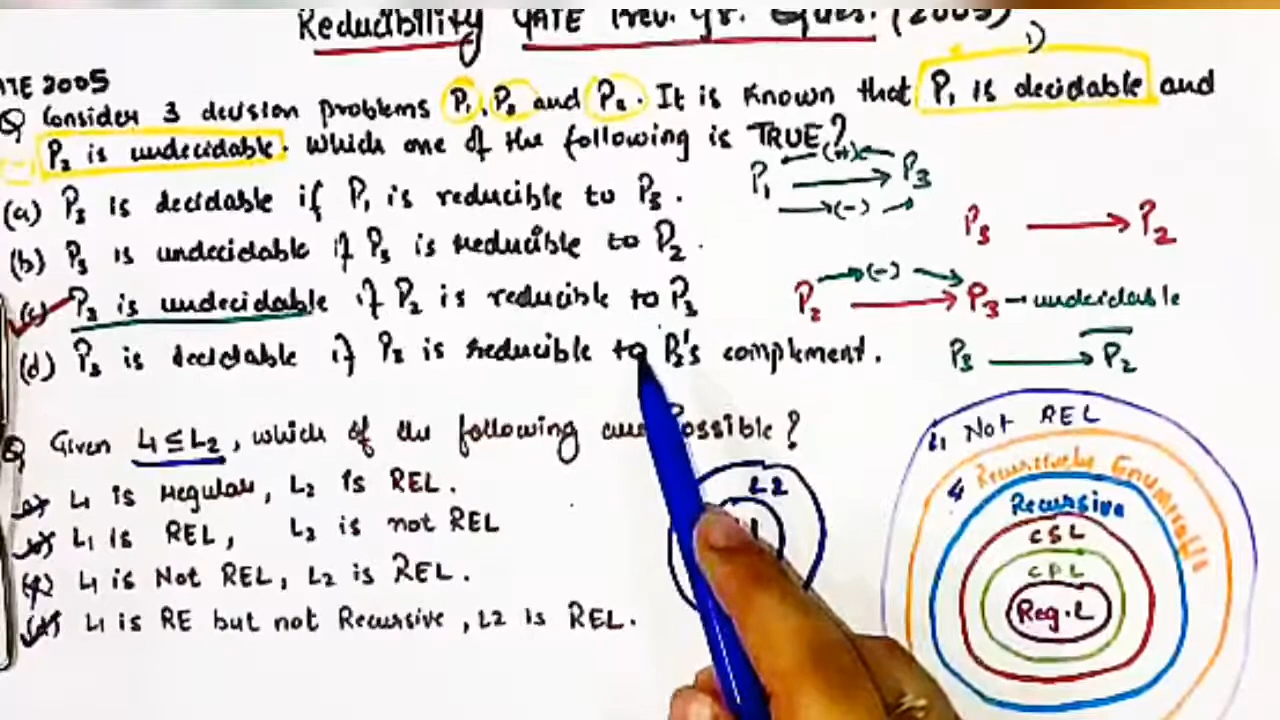 Reducibility GATE Prev. Yr. Ques. (2005)
ATE 2005
Q Consider 3 decision problems P₁, P₂ and P₃. It is known that P₁ is decidable and
P₂ is undecidable. Which one of the following is TRUE?
1)
P₁ → P₃
(+)
(-)
(a) P₃ is decidable if P₁ is reducible to P₃.
P₃ → P₂
(b) P₃ is undecidable if P₃ is reducible to P₂.
(-)
(c) P₃ is undecidable if P₂ is reducible to P₃
P₂ → P₃ → undecidable
(d) P₃ is decidable if P₃ is reducible to P₂'s complement.
P₃ → P̅₂
Q Given L₁ ≤ L₂, which of the following are Possible?
a) L₁ is regular, L₂ is REL.
b) L₁ is REL, L₂ is not REL
(c) L₁ is Not REL, L₂ is REL.
(d) L₁ is RE but not Recursive, L2 is REL.
L2
L₁ Not REL
Recursively Enumerable
Recursive
CSL
CFL
Reg.L